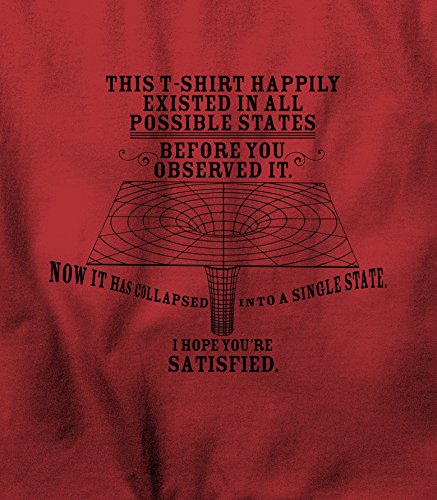 THIS T-SHIRT HAPPILY
EXISTED IN ALL
POSSIBLE STATES
BEFORE YOU
OBSERVED IT.
NOW IT HAS COLLAPSED INTO A SINGLE STATE.
I HOPE YOU'RE
SATISFIED.